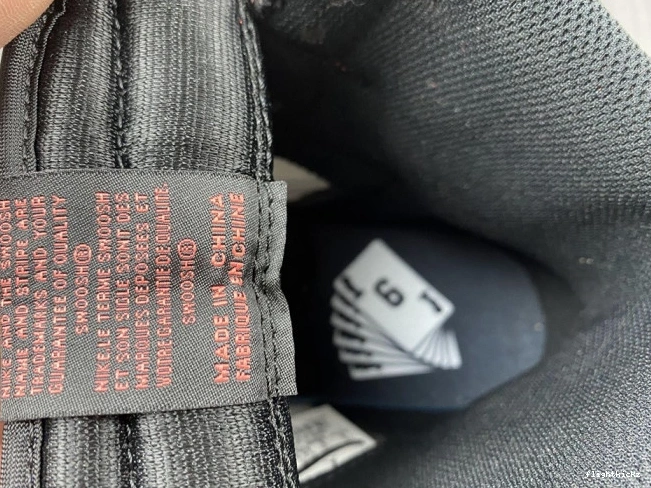 NIKE AND THE SWOOSH
NAME AND STRIPE ARE
TRADEMARKS AND YOUR
GUARANTEE OF QUALITY
SWOOSH®
NIKE LE TERME SWOOSH
ET SON SIGLE SONT DES
MARQUES DEPOSEES ET
VOTRE GARANTIE DE QUALITE
SWOOSH®
MADE IN CHINA
FABRIQUE EN CHINE
9
1